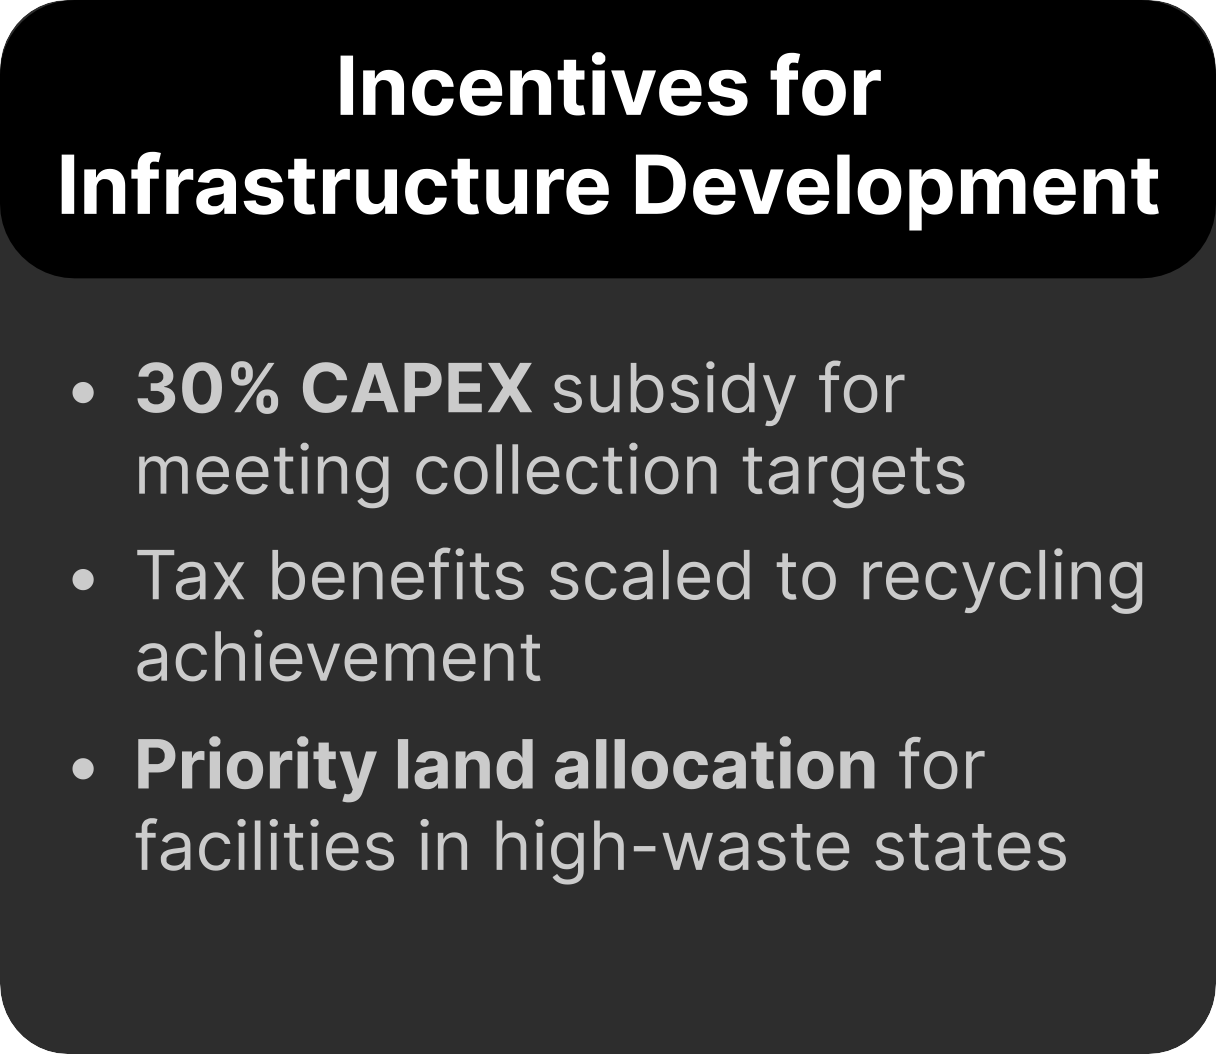 Incentives for
Infrastructure Development
• 30% CAPEX subsidy for
meeting collection targets
• Tax benefits scaled to recycling
achievement
• Priority land allocation for
facilities in high-waste states